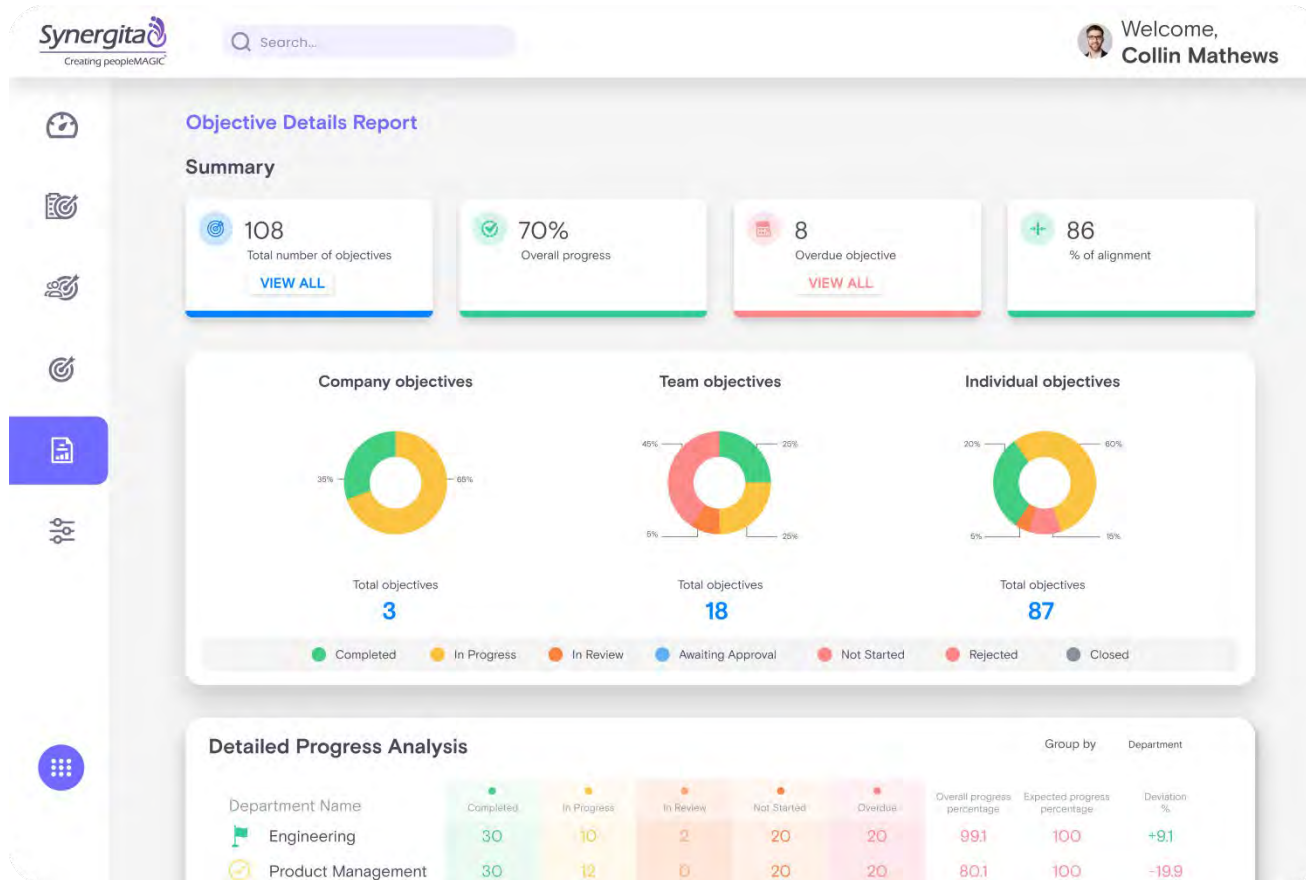 Synergita
Creating peopleMAGIC
Search...
Welcome,
Collin Mathews
Objective Details Report
Summary
108
Total number of objectives
VIEW ALL
70%
Overall progress
8
Overdue objective
VIEW ALL
86
% of alignment
Company objectives
35%
65%
Total objectives
3
Team objectives
45%
25%
5%
25%
Total objectives
18
Individual objectives
20%
60%
5%
15%
Total objectives
87
Completed In Progress In Review Awaiting Approval Not Started Rejected Closed
Detailed Progress Analysis
Group by Department
Department Name Completed In Progress In Review Not Started Overdue Overall progress percentage Expected progress percentage Deviation %
Engineering 30 10 2 20 20 99.1 100 +9.1
Product Management 30 12 0 20 20 80.1 100 -19.9